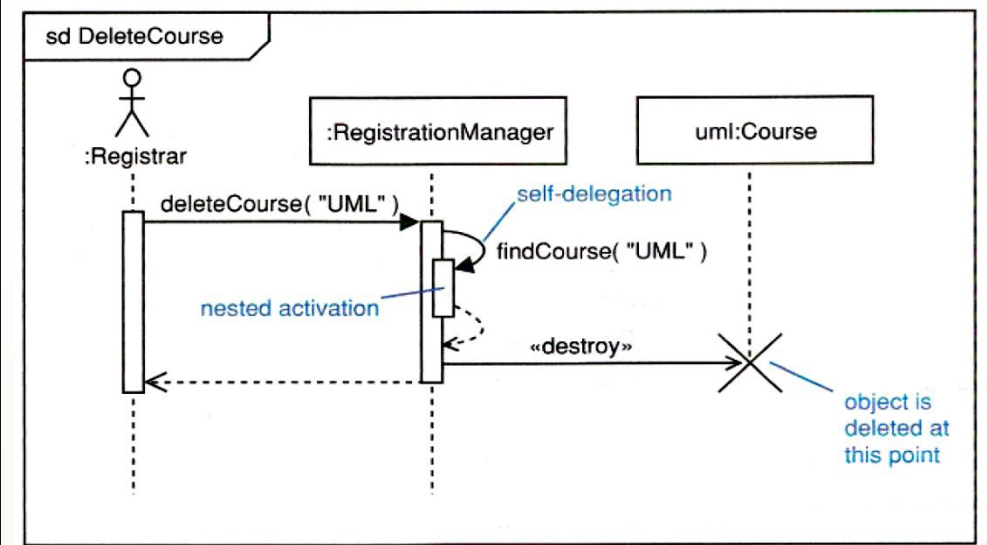 sd DeleteCourse
:Registrar
:RegistrationManager
uml:Course
deleteCourse( "UML" )
self-delegation
findCourse( "UML" )
nested activation
«destroy»
object is
deleted at
this point